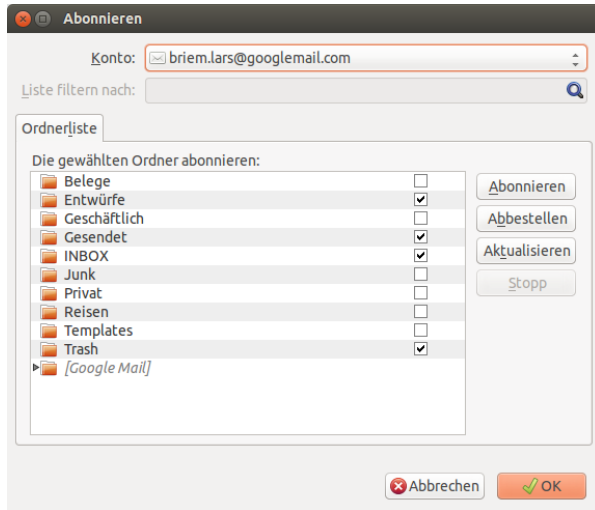 Abonnieren
Konto: briem.lars@googlemail.com
Liste filtern nach:
Ordnerliste
Die gewählten Ordner abonnieren:
Belege
Entwürfe
Geschäftlich
Gesendet
INBOX
Junk
Privat
Reisen
Templates
Trash
[Google Mail]
Abonnieren
Abbestellen
Aktualisieren
Stopp
Abbrechen
OK